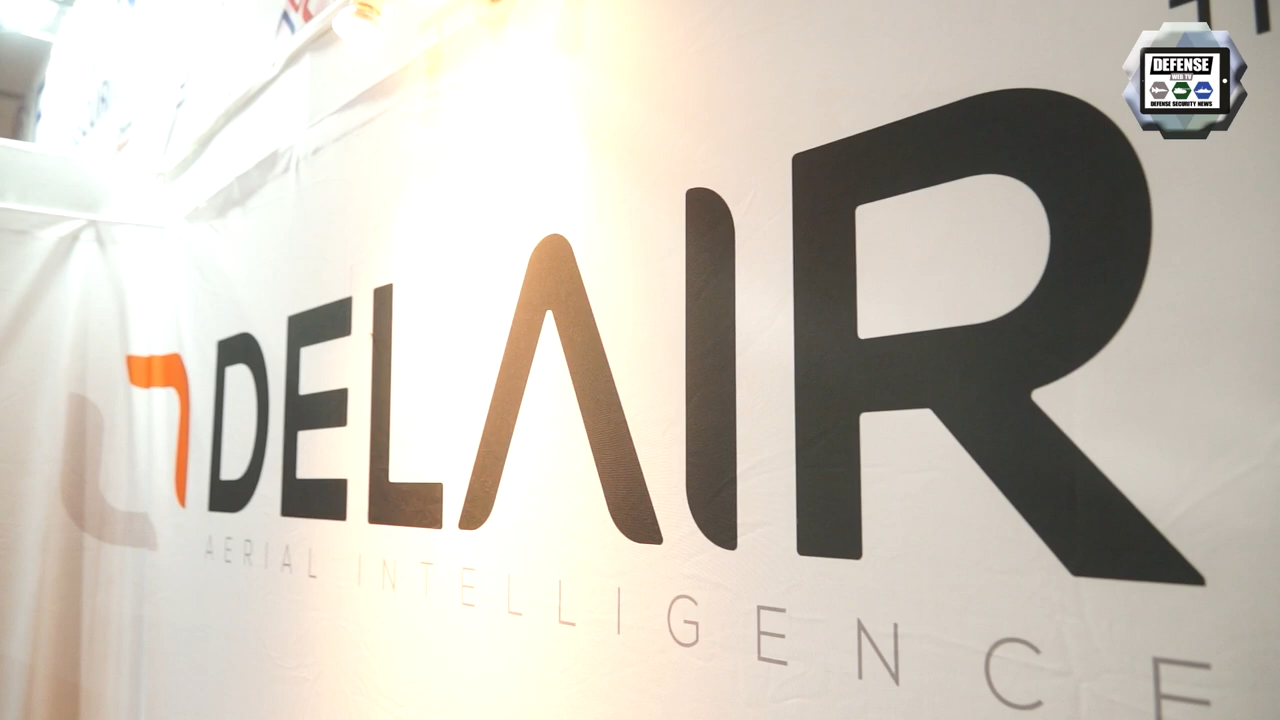 DELAIR
AERIAL INTELLIGENCE
DEFENSE
WEB TV
DEFENSE SECURITY NEWS